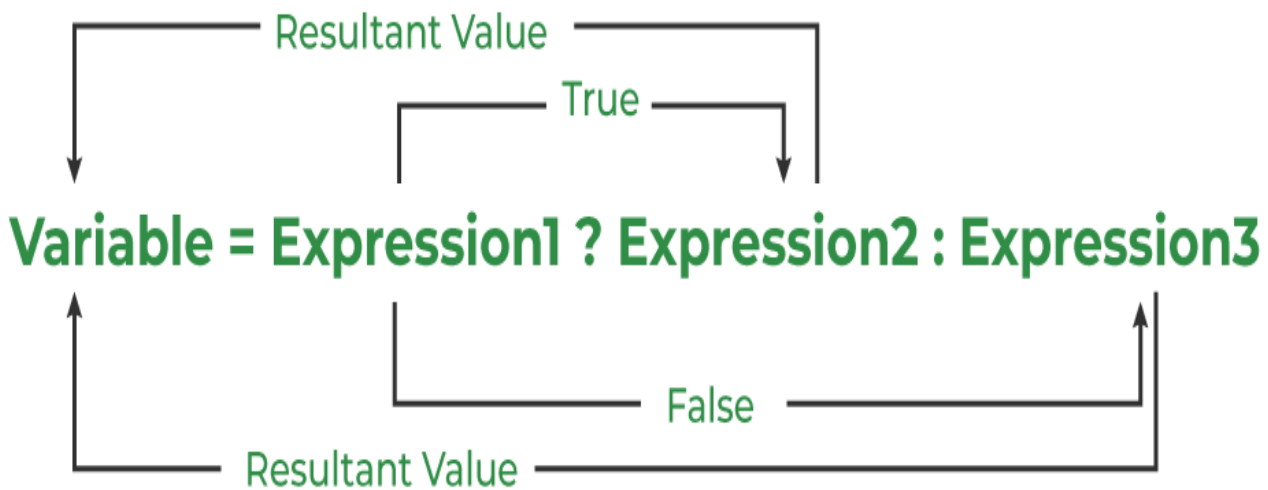 Resultant Value
True
Variable = Expression1 ? Expression2 : Expression3
False
Resultant Value